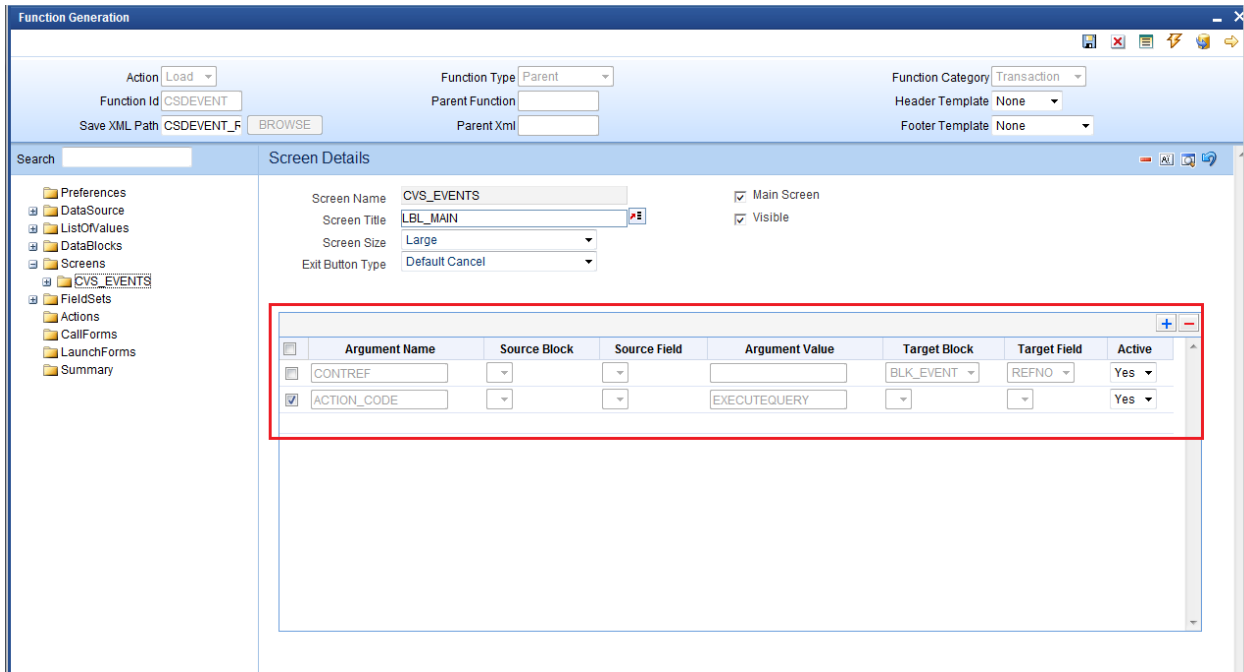 Function Generation
Action Load Function Type Parent Function Category Transaction
Function Id CSDEVENT Parent Function Header Template None
Save XML Path CSDEVENT_R BROWSE Parent Xml Footer Template None
Search Screen Details
Preferences
DataSource
ListOfValues
DataBlocks
Screens
CVS_EVENTS
FieldSets
Actions
CallForms
LaunchForms
Summary
Screen Name CVS_EVENTS Main Screen
Screen Title LBL_MAIN Visible
Screen Size Large
Exit Button Type Default Cancel
Argument Name Source Block Source Field Argument Value Target Block Target Field Active
CONTREF BLK_EVENT REFNO Yes
ACTION_CODE EXECUTEQUERY Yes